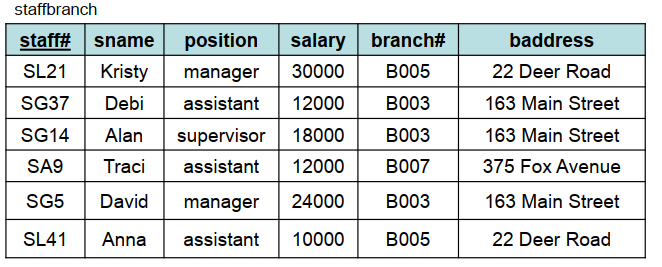 staffbranch
staff# sname position salary branch# baddress
SL21 Kristy manager 30000 B005 22 Deer Road
SG37 Debi assistant 12000 B003 163 Main Street
SG14 Alan supervisor 18000 B003 163 Main Street
SA9 Traci assistant 12000 B007 375 Fox Avenue
SG5 David manager 24000 B003 163 Main Street
SL41 Anna assistant 10000 B005 22 Deer Road